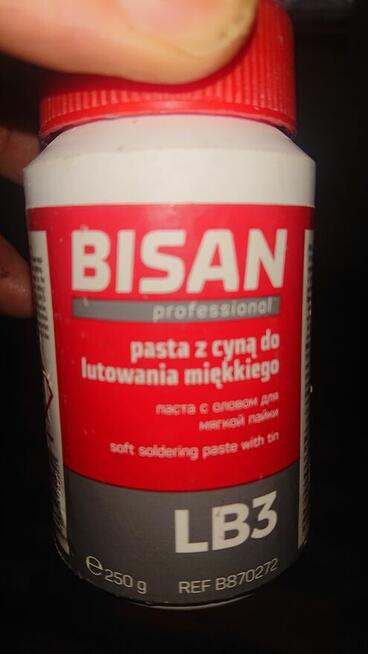 BISAN
professional
pasta z cyną do
lutowania miękkiego
паста с оловом для
мягкой пайки
soft soldering paste with tin
LB3
℮ 250 g REF B870272